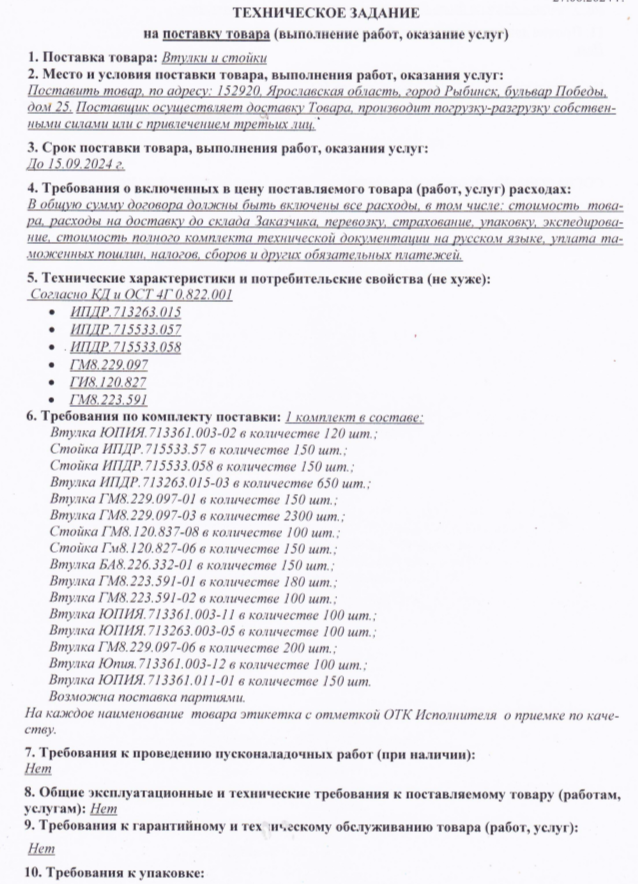 ТЕХНИЧЕСКОЕ ЗАДАНИЕ
на поставку товара (выполнение работ, оказание услуг)
1. Поставка товара: Втулки и стойки
2. Место и условия поставки товара, выполнения работ, оказания услуг:
Поставить товар, по адресу: 152920, Ярославская область, город Рыбинск, бульвар Победы,
дом 25. Поставщик осуществляет доставку Товара, производит погрузку-разгрузку собствен-
ными силами или с привлечением третьих лиц.
3. Срок поставки товара, выполнения работ, оказания услуг:
До 15.09.2024 г.
4. Требования о включенных в цену поставляемого товара (работ, услуг) расходах:
В общую сумму договора должны быть включены все расходы, в том числе: стоимость това-
ра, расходы на доставку до склада Заказчика, перевозку, страхование, упаковку, экспедирова-
ние, стоимость полного комплекта технической документации на русском языке, уплата та-
моженных пошлин, налогов, сборов и других обязательных платежей.
5. Технические характеристики и потребительские свойства (не хуже):
Согласно КД и ОСТ 4Г 0.822.001
• ИПДР.713263.015
• ИПДР.715533.057
• ИПДР.715533.058
• ГМ8.229.097
• ГИ8.120.827
• ГМ8.223.591
6. Требования по комплекту поставки: 1 комплект в составе:
Втулка ЮПИЯ.713361.003-02 в количестве 120 шт.;
Стойка ИПДР.715533.57 в количестве 150 шт.;
Стойка ИПДР.715533.058 в количестве 150 шт.;
Втулка ИПДР.713263.015-03 в количестве 650 шт.;
Втулка ГМ8.229.097-01 в количестве 150 шт.;
Втулка ГМ8.229.097-03 в количестве 2300 шт.;
Стойка ГМ8.120.837-08 в количестве 100 шт.;
Стойка Гм8.120.827-06 в количестве 150 шт.;
Втулка БА8.226.332-01 в количестве 150 шт.;
Втулка ГМ8.223.591-01 в количестве 180 шт.;
Втулка ГМ8.223.591-02 в количестве 100 шт.;
Втулка ЮПИЯ.713361.003-11 в количестве 100 шт.;
Втулка ЮПИЯ.713263.003-05 в количестве 100 шт.;
Втулка ГМ8.229.097-06 в количестве 200 шт.;
Втулка Юпия.713361.003-12 в количестве 100 шт.;
Втулка ЮПИЯ.713361.011-01 в количестве 150 шт.
Возможна поставка партиями.
На каждое наименование товара этикетка с отметкой ОТК Исполнителя о приемке по каче-
ству.
7. Требования к проведению пусконаладочных работ (при наличии):
Нет
8. Общие эксплуатационные и технические требования к поставляемому товару (работам,
услугам): Нет
9. Требования к гарантийному и техническому обслуживанию товара (работ, услуг):
Нет
10. Требования к упаковке: